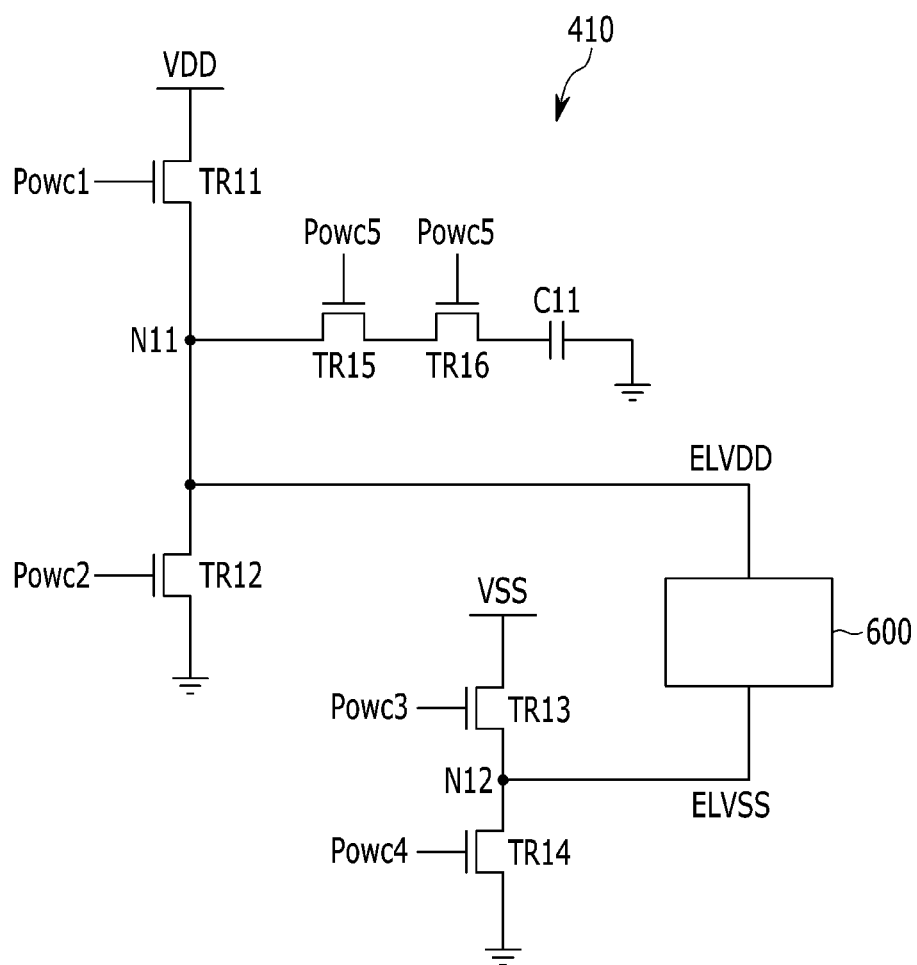 410
VDD
Powc1
TR11
Powc5 Powc5
C11
N11
TR15 TR16
ELVDD
Powc2
TR12
VSS
600
Powc3
TR13
N12
ELVSS
Powc4
TR14